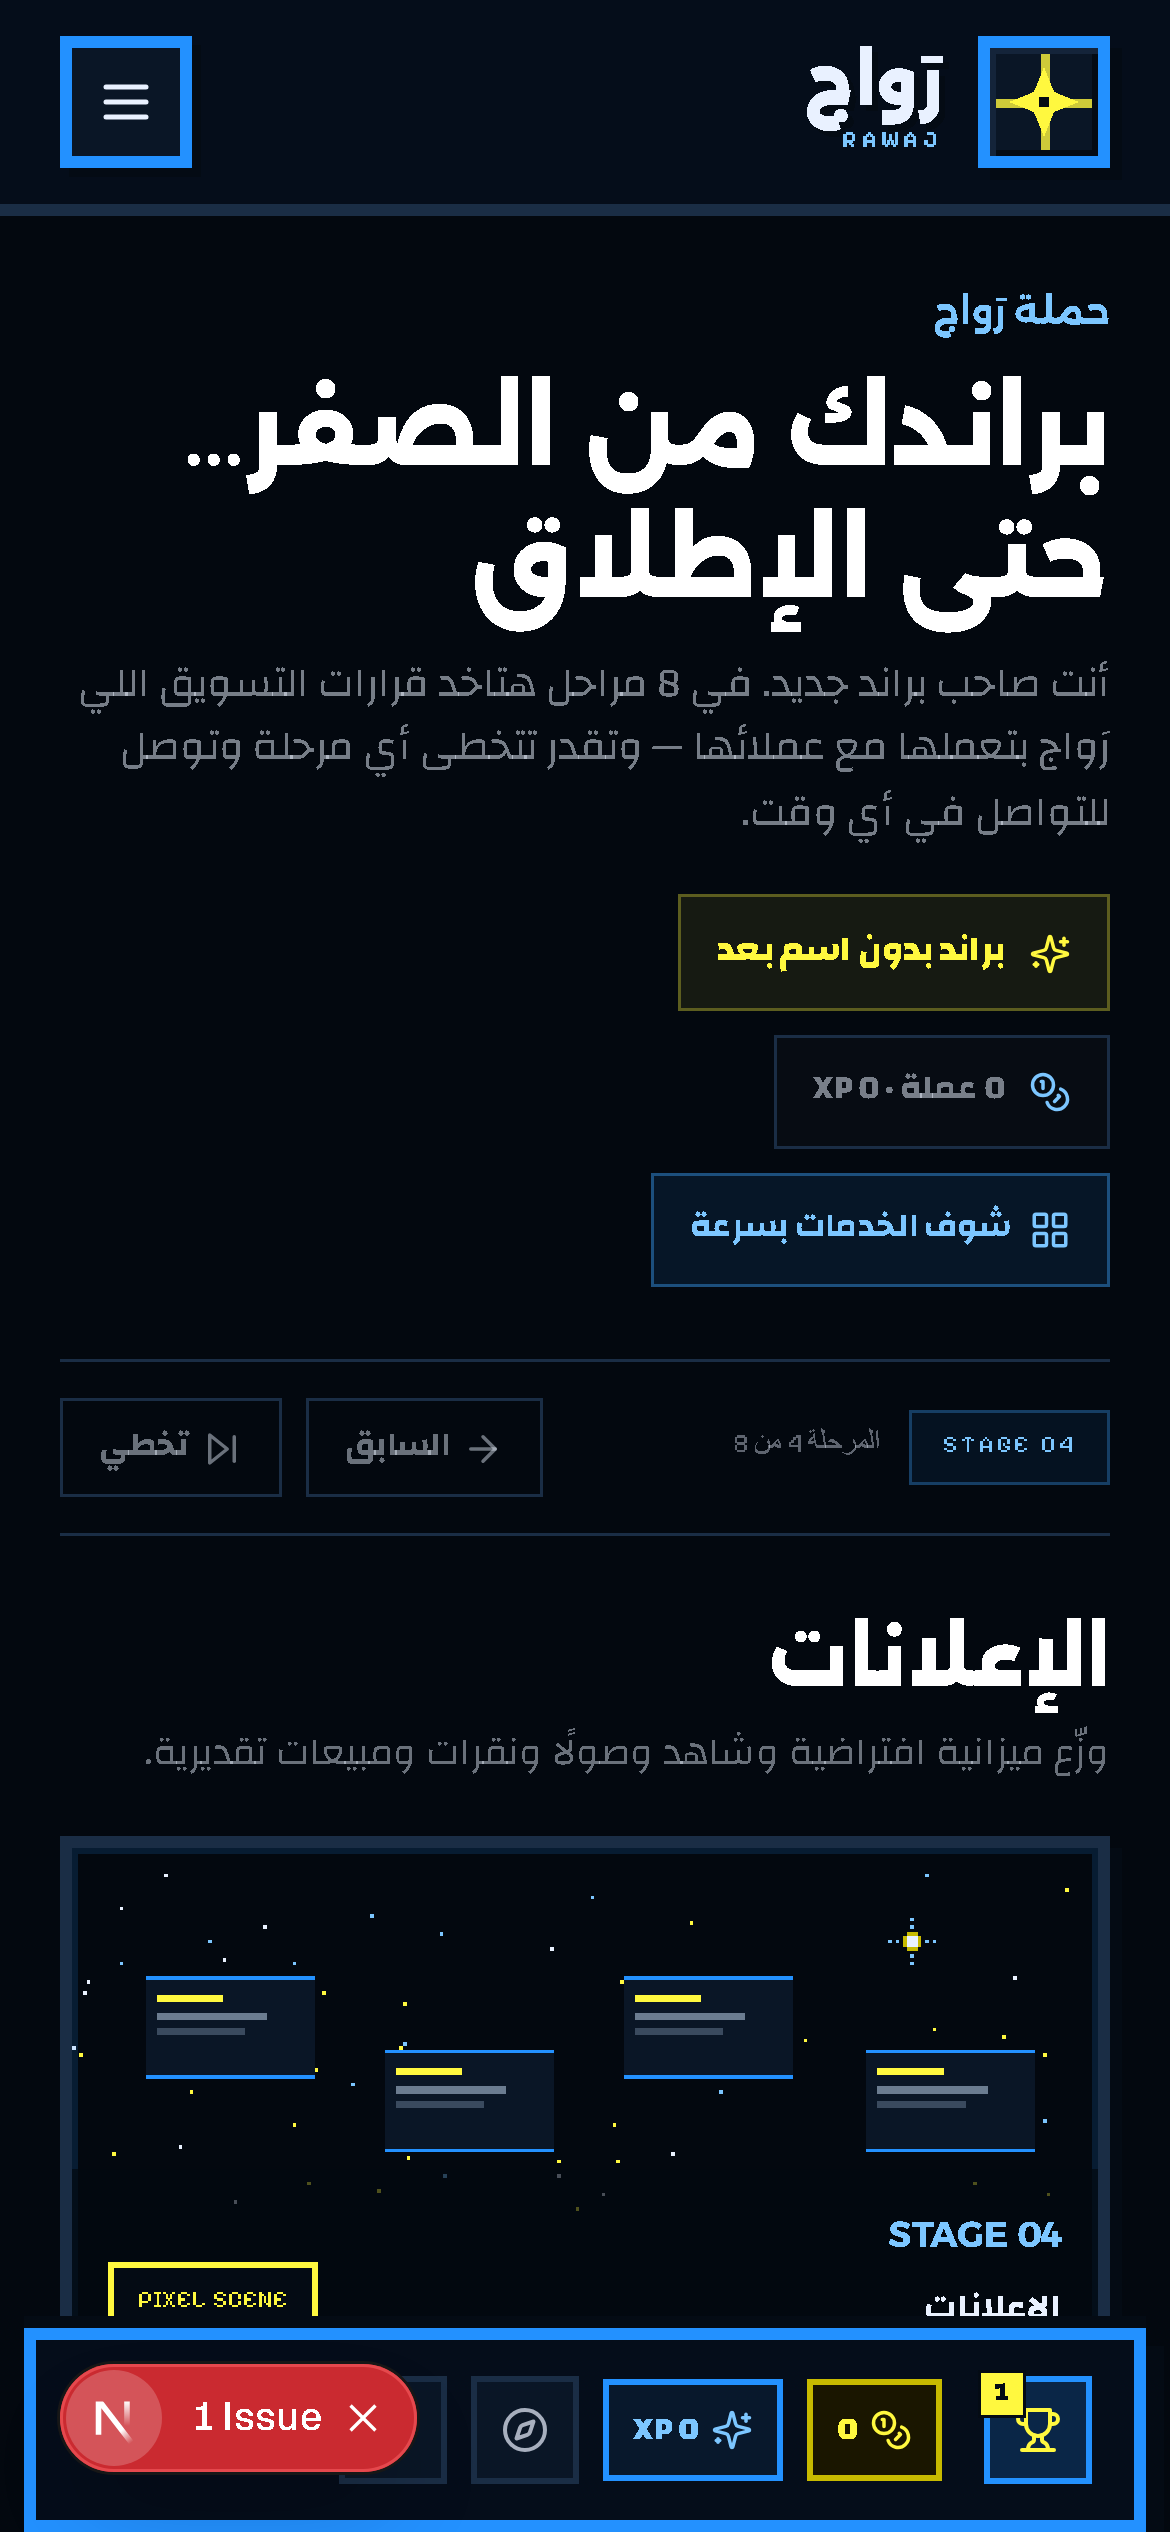 رَواج
RAWAJ
حملة رَواج
براندك من الصفر...
حتى الإطلاق
أنت صاحب براند جديد. في 8 مراحل هتاخد قرارات التسويق اللي
رَواج بتعملها مع عملائها — وتقدر تتخطى أي مرحلة وتوصل
للتواصل في أي وقت.
براند بدون اسم بعد
0 عملة · XP 0
شوف الخدمات بسرعة
STAGE 04
المرحلة 4 من 8
السابق
تخطي
الإعلانات
وزّع ميزانية افتراضية وشاهد وصولًا ونقرات ومبيعات تقديرية.
STAGE 04
PIXEL SCENE
الإعلانات
1
0
XP 0
N
1 Issue